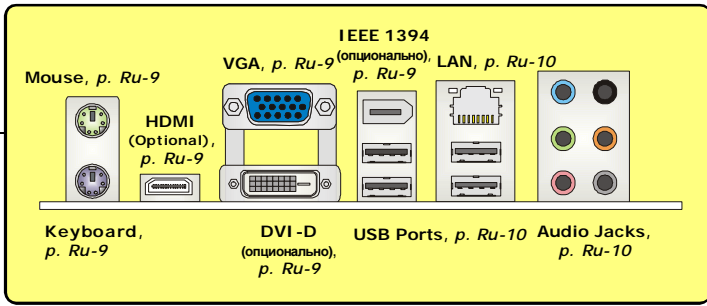 Mouse, p. Ru-9
HDMI
(Optional),
p. Ru-9
VGA, p. Ru-9
IEEE 1394
(опционально),
p. Ru-9
LAN, p. Ru-10
Keyboard,
p. Ru-9
DVI-D
(опционально),
p. Ru-9
USB Ports, p. Ru-10
Audio Jacks,
p. Ru-10